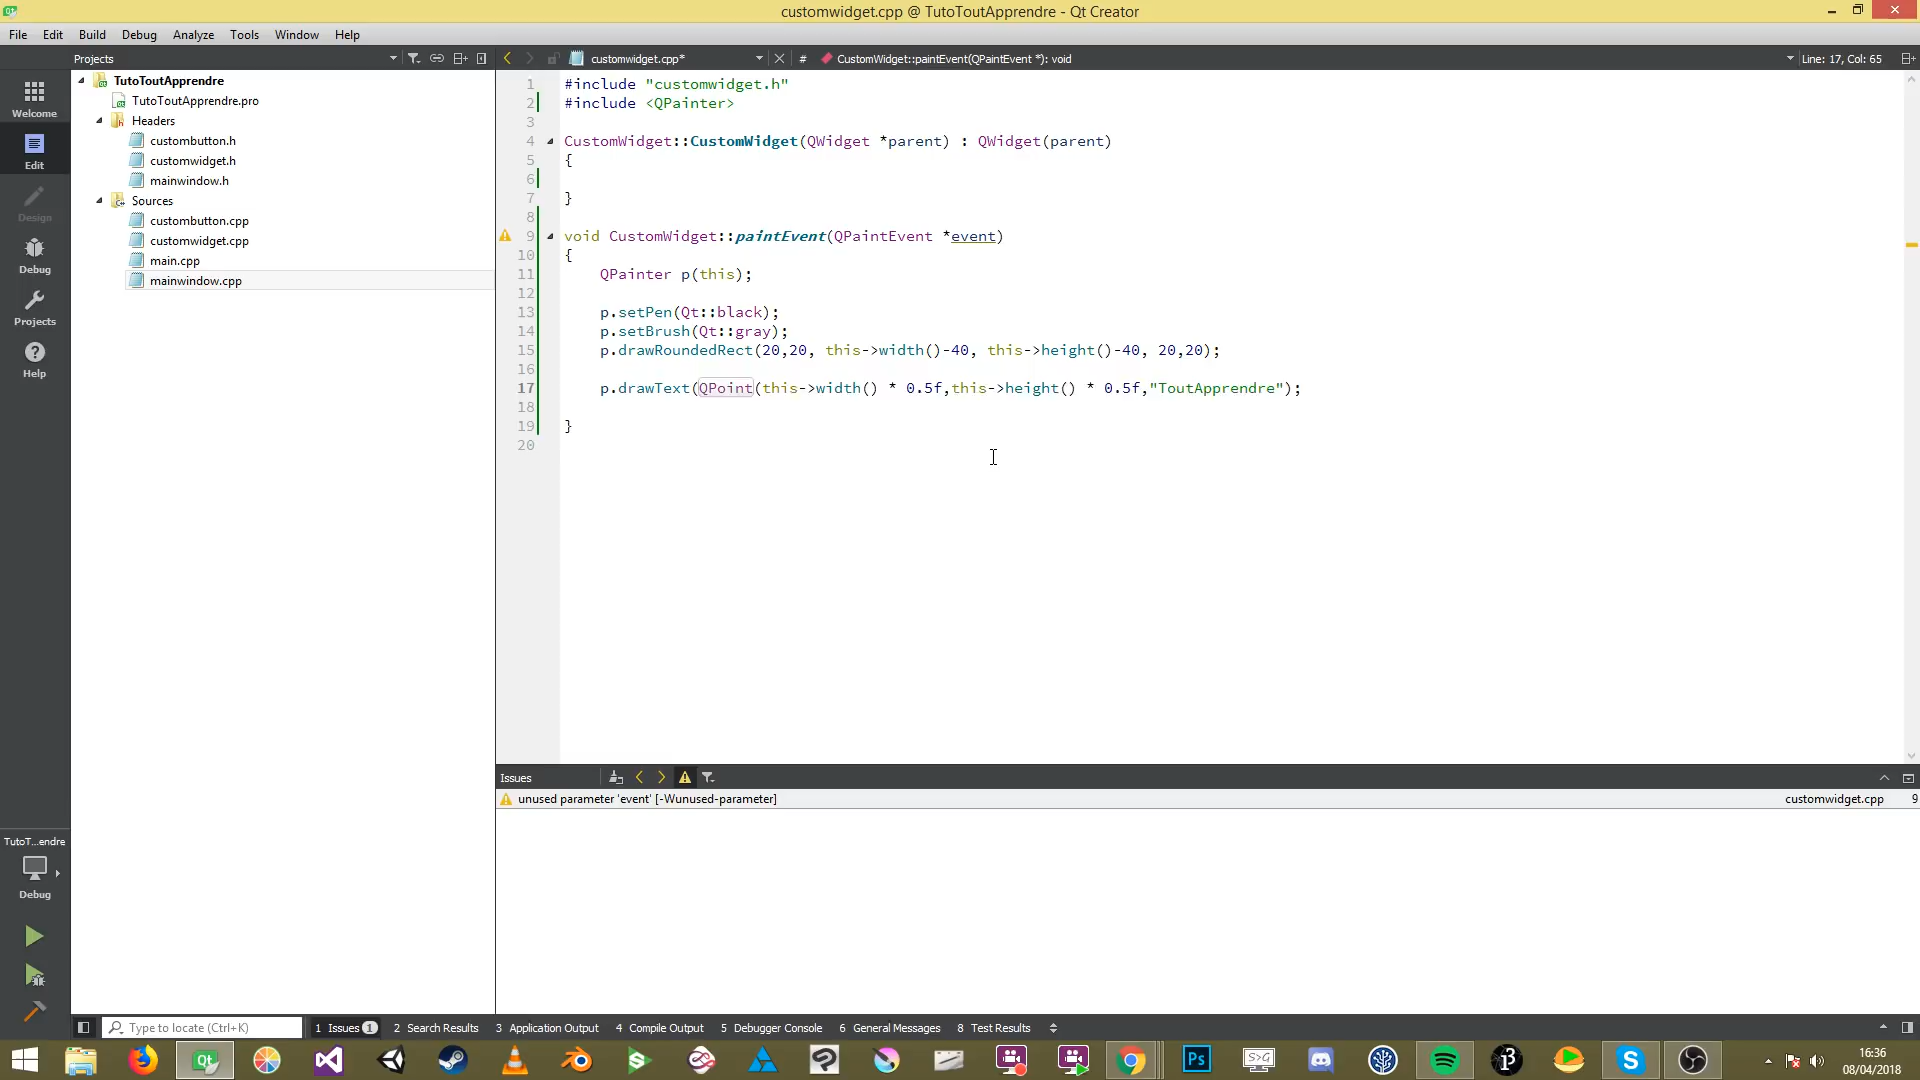 customwidget.cpp @ TutoToutApprendre - Qt Creator
File Edit Build Debug Analyze Tools Window Help
Projects
customwidget.cpp*
# CustomWidget::paintEvent(QPaintEvent *): void
Line: 17, Col: 65
Welcome
Edit
Design
Debug
Projects
Help
TutoToutApprendre
TutoToutApprendre.pro
Headers
custombutton.h
customwidget.h
mainwindow.h
Sources
custombutton.cpp
customwidget.cpp
main.cpp
mainwindow.cpp
1 #include "customwidget.h"
2 #include <QPainter>
3
4 CustomWidget::CustomWidget(QWidget *parent) : QWidget(parent)
5 {
6
7 }
8
9 void CustomWidget::paintEvent(QPaintEvent *event)
10 {
11 QPainter p(this);
12
13 p.setPen(Qt::black);
14 p.setBrush(Qt::gray);
15 p.drawRoundedRect(20,20, this->width()-40, this->height()-40, 20,20);
16
17 p.drawText(QPoint(this->width() * 0.5f,this->height() * 0.5f,"ToutApprendre");
18
19 }
20
Issues
unused parameter 'event' [-Wunused-parameter]
customwidget.cpp 9
TutoT...endre
Debug
Type to locate (Ctrl+K)
1 Issues 1
2 Search Results
3 Application Output
4 Compile Output
5 Debugger Console
6 General Messages
8 Test Results
Qt
Ps
S>G
16:36
08/04/2018